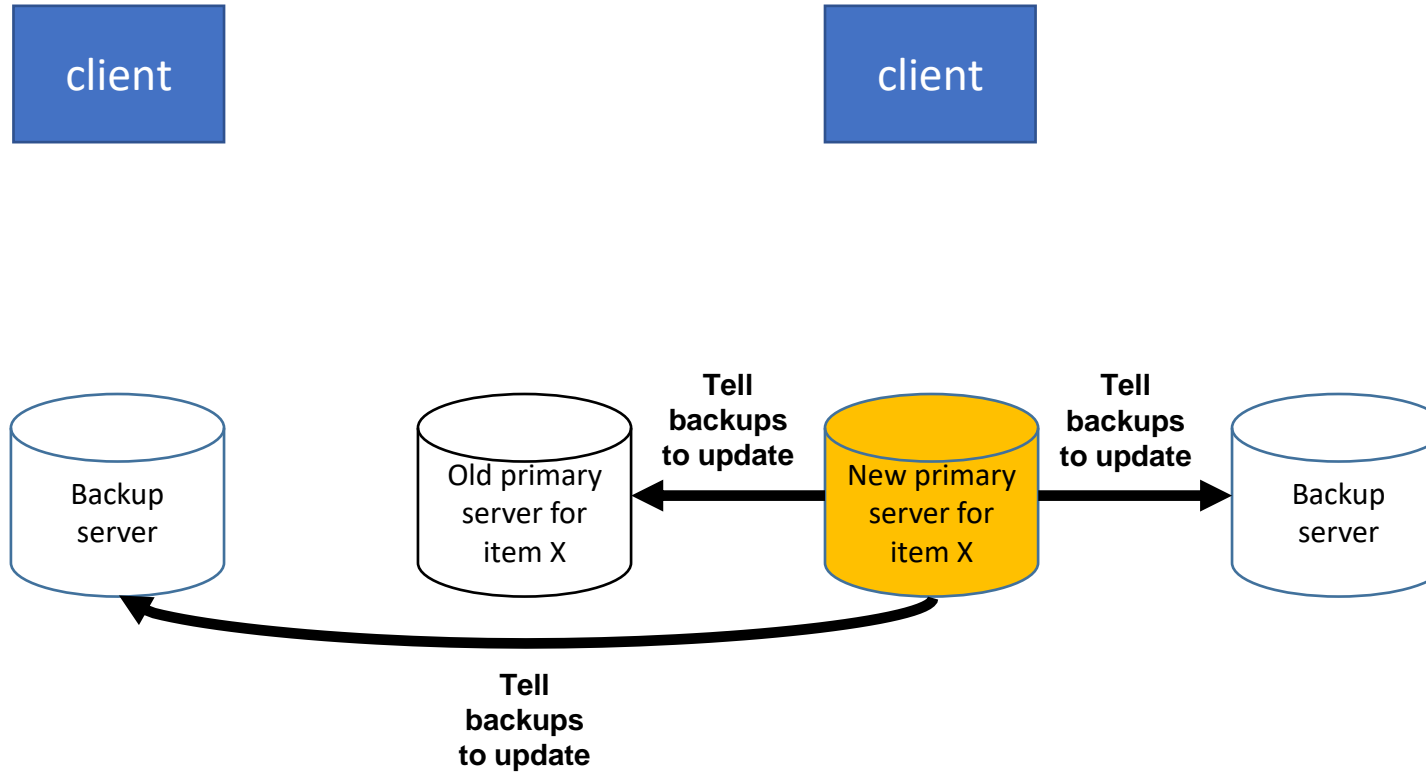 client
client
Tell
backups
to update
Tell
backups
to update
Backup
server
Old primary
server for
item X
New primary
server for
item X
Backup
server
Tell
backups
to update